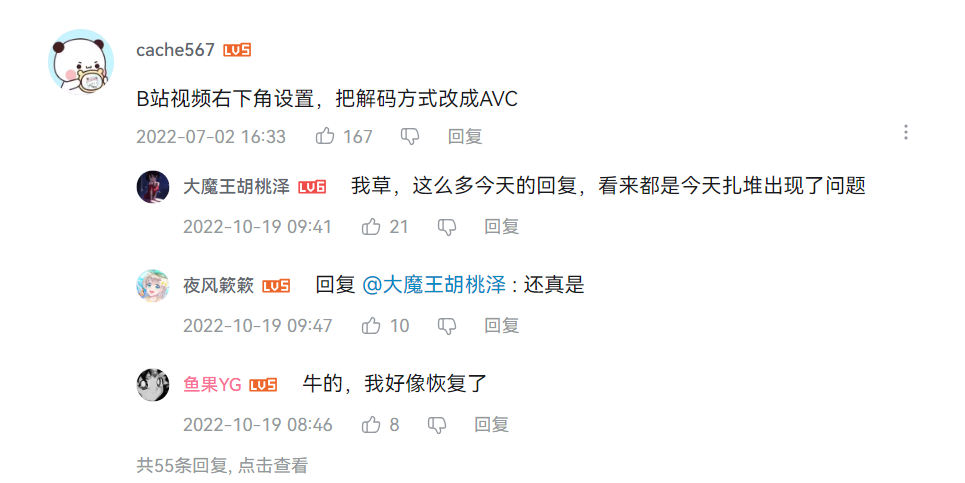 cache567 LV5
B站视频右下角设置，把解码方式改成AVC
2022-07-02 16:33 167 回复
大魔王胡桃泽 LV6 我草，这么多今天的回复，看来都是今天扎堆出现了问题
2022-10-19 09:41 21 回复
夜风簌簌 LV5 回复 @大魔王胡桃泽 : 还真是
2022-10-19 09:47 10 回复
鱼果YG LV5 牛的，我好像恢复了
2022-10-19 08:46 8 回复
共55条回复, 点击查看